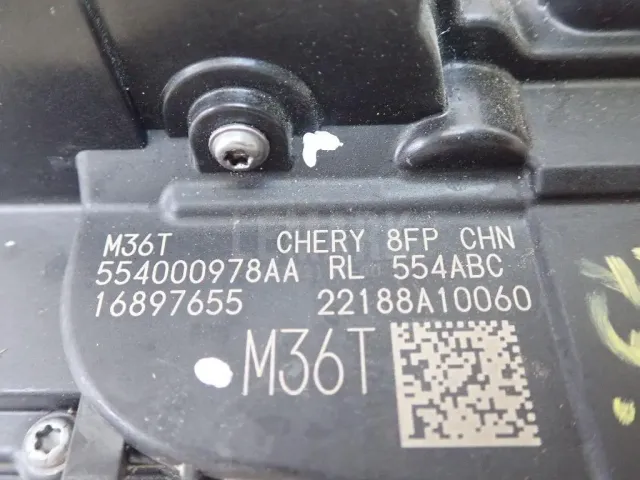 M36T CHERY 8FP CHN
554000978AA RL 554ABC
16897655 22188A10060
M36T